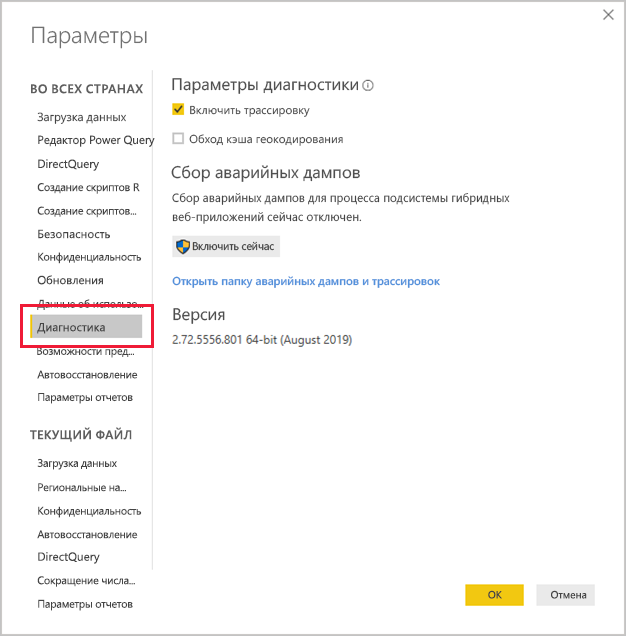 Параметры
ВО ВСЕХ СТРАНАХ
Загрузка данных
Редактор Power Query
DirectQuery
Создание скриптов R
Создание скриптов...
Безопасность
Конфиденциальность
Обновления
Данные об использо...
Диагностика
Возможности пред...
Автовосстановление
Параметры отчетов
ТЕКУЩИЙ ФАЙЛ
Загрузка данных
Региональные на...
Конфиденциальность
Автовосстановление
DirectQuery
Сокращение числа...
Параметры отчетов
Параметры диагностики
Включить трассировку
Обход кэша геокодирования
Сбор аварийных дампов
Сбор аварийных дампов для процесса подсистемы гибридных
веб-приложений сейчас отключен.
Включить сейчас
Открыть папку аварийных дампов и трассировок
Версия
2.72.5556.801 64-bit (August 2019)
ОК
Отмена